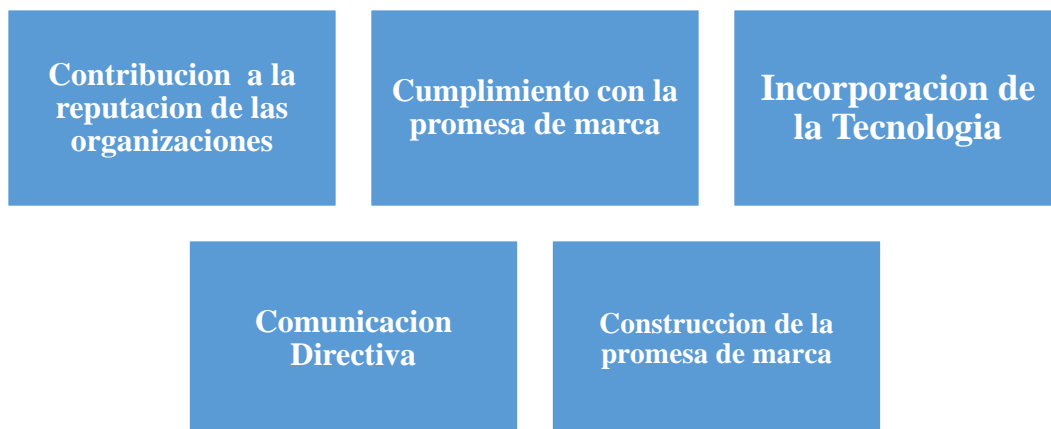 Contribucion a la
reputacion de las
organizaciones
Cumplimiento con la
promesa de marca
Incorporacion de
la Tecnologia
Comunicacion
Directiva
Construccion de la
promesa de marca